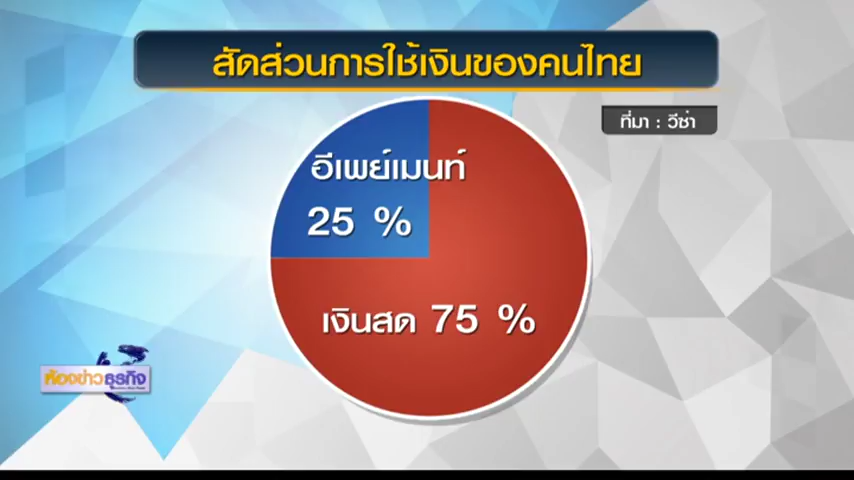 สัดส่วนการใช้เงินของคนไทย
ที่มา : วีซ่า
อีเพย์เมนท์
25 %
เงินสด 75 %
ห้องข่าวธุรกิจ